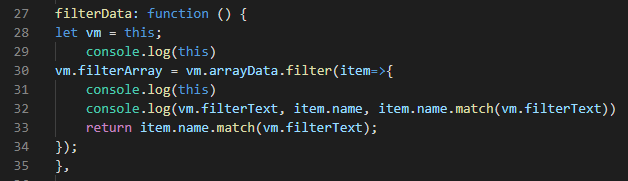 27 filterData: function () {
28 let vm = this;
29 console.log(this)
30 vm.filterArray = vm.arrayData.filter(item=>{
31 console.log(this)
32 console.log(vm.filterText, item.name, item.name.match(vm.filterText))
33 return item.name.match(vm.filterText);
34 });
35 },